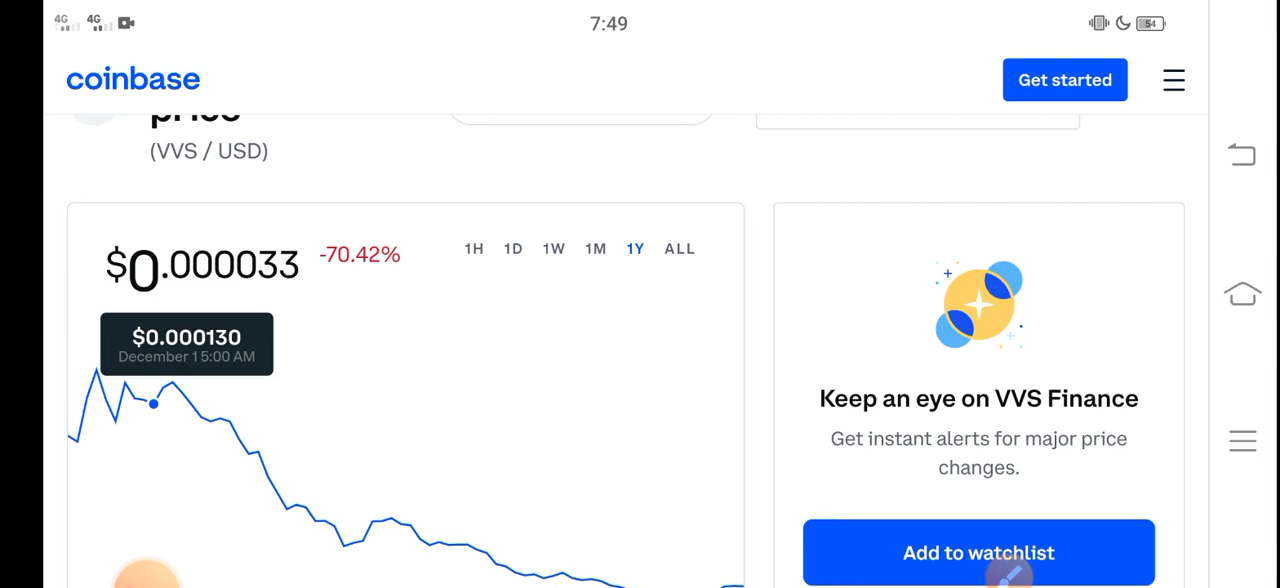 4G 4G 7:49 54
coinbase Get started
price
(VVS / USD)
$0.000033 -70.42% 1H 1D 1W 1M 1Y ALL
$0.000130
December 1 5:00 AM
Keep an eye on VVS Finance
Get instant alerts for major price
changes.
Add to watchlist